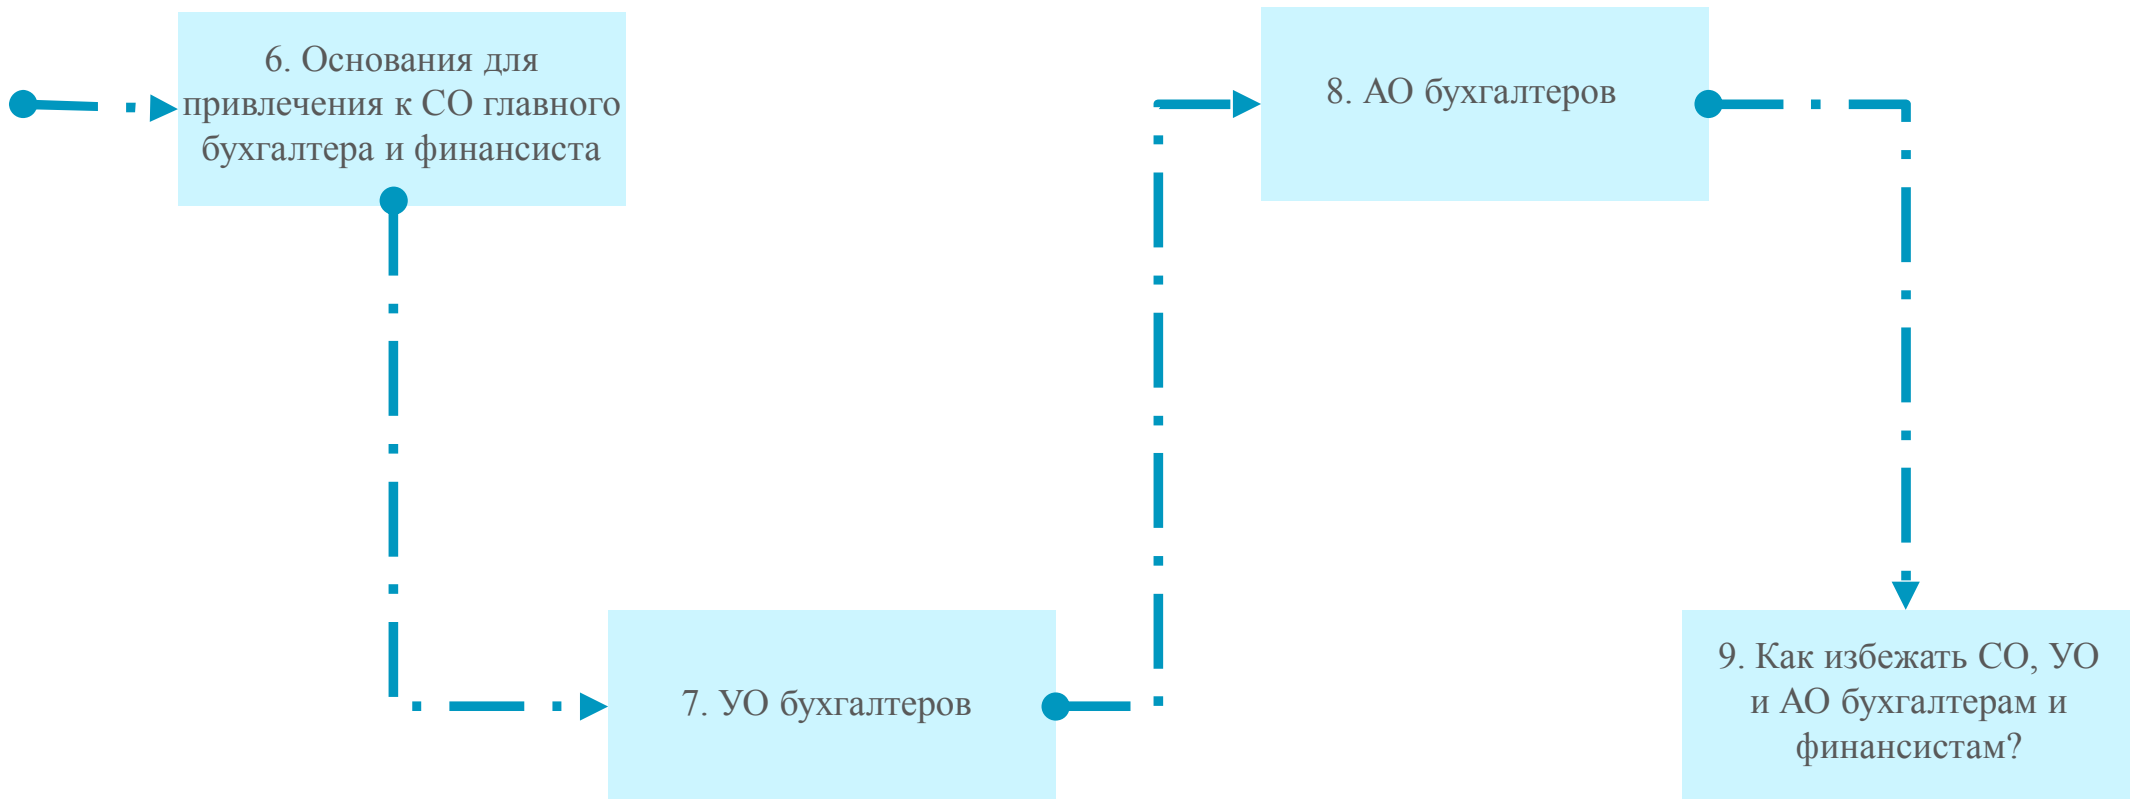 6. Основания для
привлечения к СО главного
бухгалтера и финансиста
7. УО бухгалтеров
8. АО бухгалтеров
9. Как избежать СО, УО
и АО бухгалтерам и
финансистам?